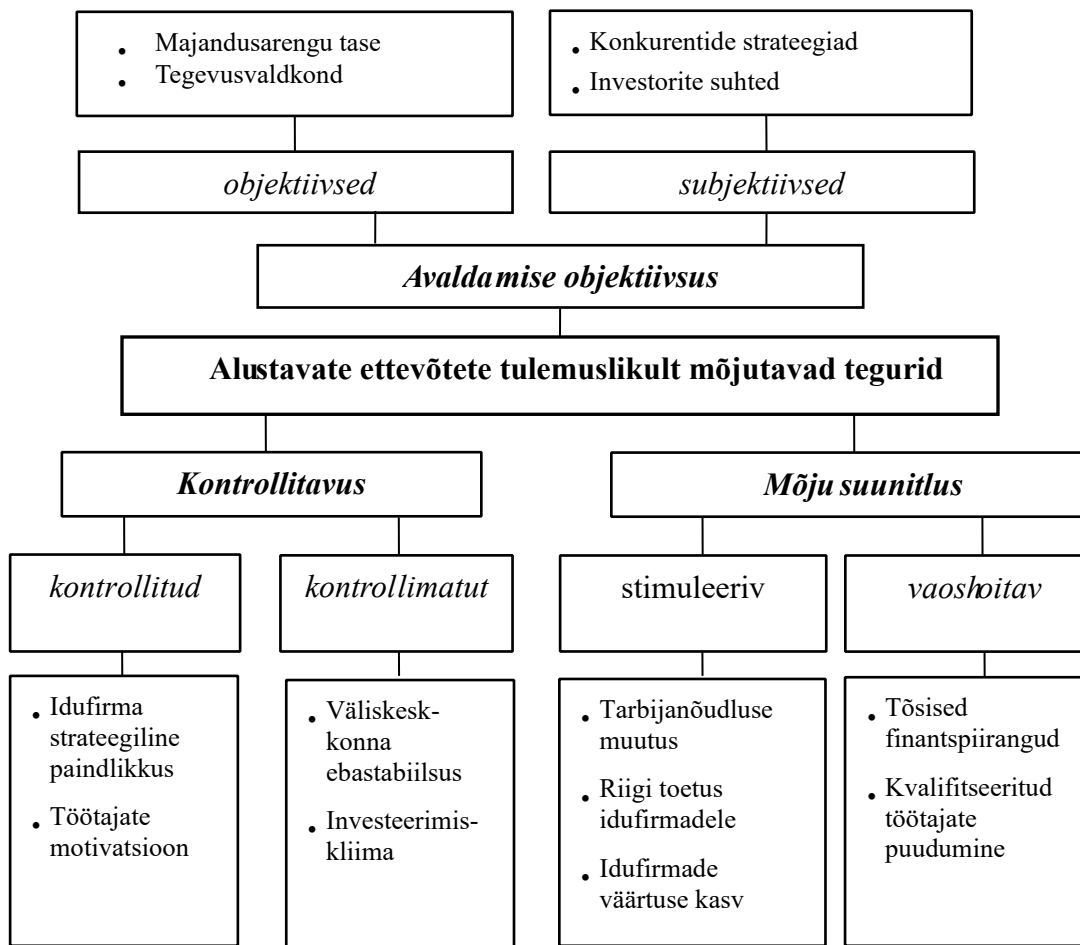 • Majandusarengu tase
• Tegevusvaldkond
• Konkurentide strateegiad
• Investorite suhted
objektiivsed
subjektiivsed
Avaldamise objektiivsus
Alustavate ettevõtete tulemuslikult mõjutavad tegurid
Kontrollitavus
Mõju suunitlus
kontrollitud
kontrollimatut
stimuleeriv
vaoshoitav
• Idufirma
strateegiline
paindlikkus
• Töötajate
motivatsioon
• Väliskesk-
konna
ebastabiilsus
• Investeerimis-
kliima
• Tarbijanõudluse
muutus
• Riigi toetus
idufirmadele
• Idufirmade
väärtuse kasv
• Tõsised
finantspiirangud
• Kvalifitseeritud
töötajate
puudumine